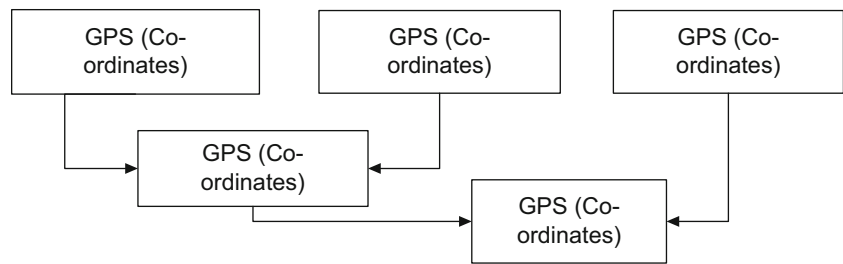 GPS (Co-
ordinates)
GPS (Co-
ordinates)
GPS (Co-
ordinates)
GPS (Co-
ordinates)
GPS (Co-
ordinates)